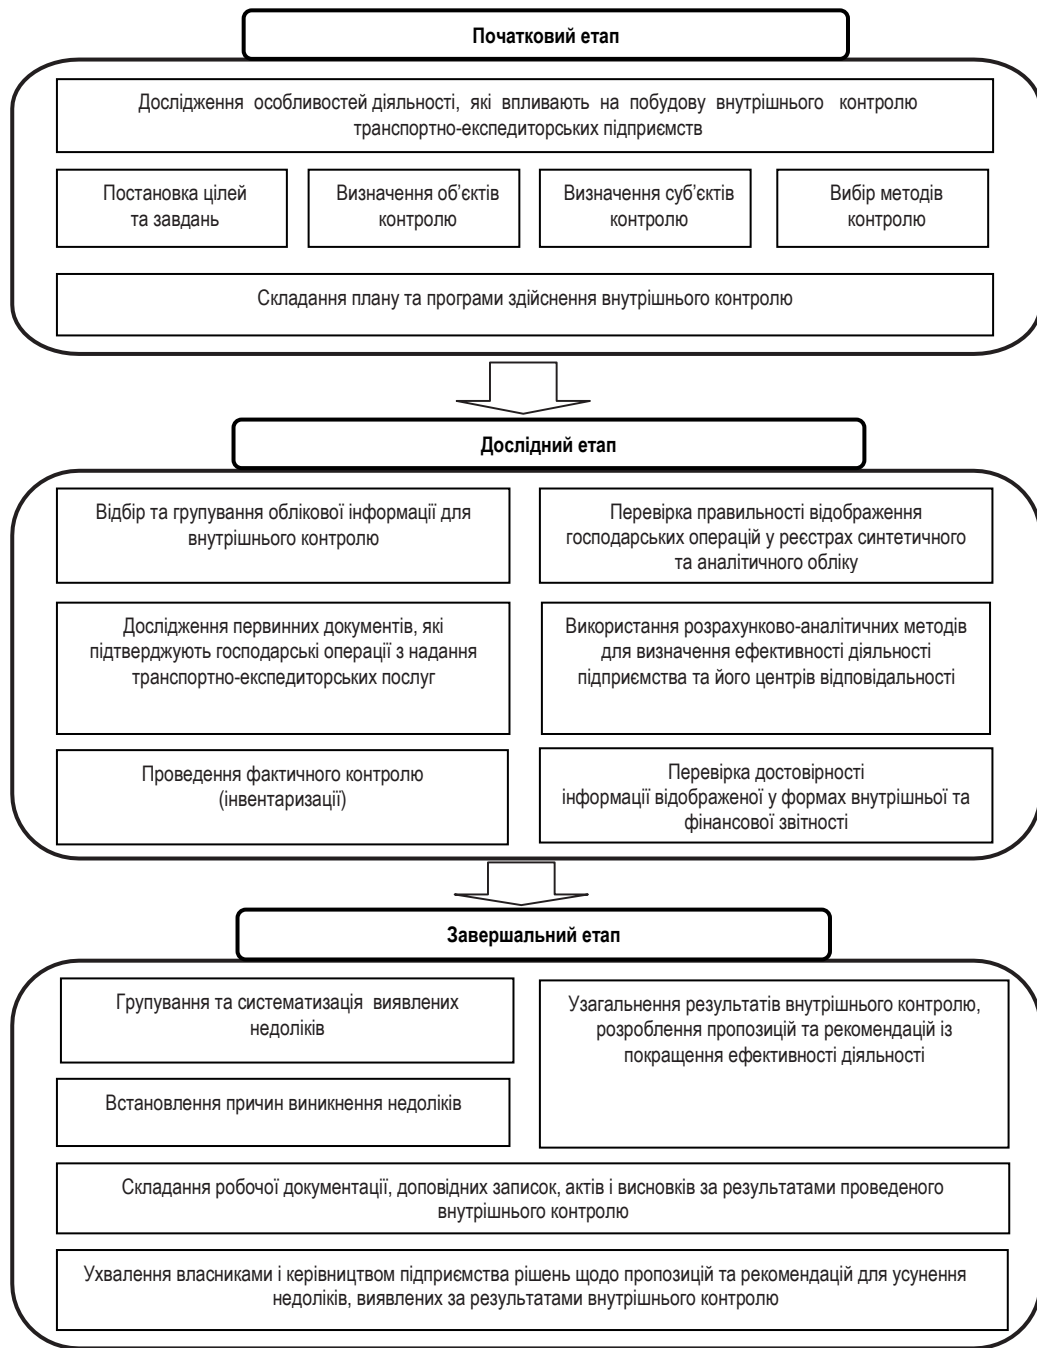 Початковий етап
Дослідження особливостей діяльності, які впливають на побудову внутрішнього контролю
транспортно-експедиторських підприємств
Постановка цілей
та завдань
Визначення об’єктів
контролю
Визначення суб’єктів
контролю
Вибір методів
контролю
Складання плану та програми здійснення внутрішнього контролю
Дослідний етап
Відбір та групування облікової інформації для
внутрішнього контролю
Перевірка правильності відображення
господарських операцій у реєстрах синтетичного
та аналітичного обліку
Дослідження первинних документів, які
підтверджують господарські операції з надання
транспортно-експедиторських послуг
Використання розрахунково-аналітичних методів
для визначення ефективності діяльності
підприємства та його центрів відповідальності
Проведення фактичного контролю
(інвентаризації)
Перевірка достовірності
інформації відображеної у формах внутрішньої та
фінансової звітності
Завершальний етап
Групування та систематизація виявлених
недоліків
Узагальнення результатів внутрішнього контролю,
розроблення пропозицій та рекомендацій із
покращення ефективності діяльності
Встановлення причин виникнення недоліків
Складання робочої документації, доповідних записок, актів і висновків за результатами проведеного
внутрішнього контролю
Ухвалення власниками і керівництвом підприємства рішень щодо пропозицій та рекомендацій для усунення
недоліків, виявлених за результатами внутрішнього контролю